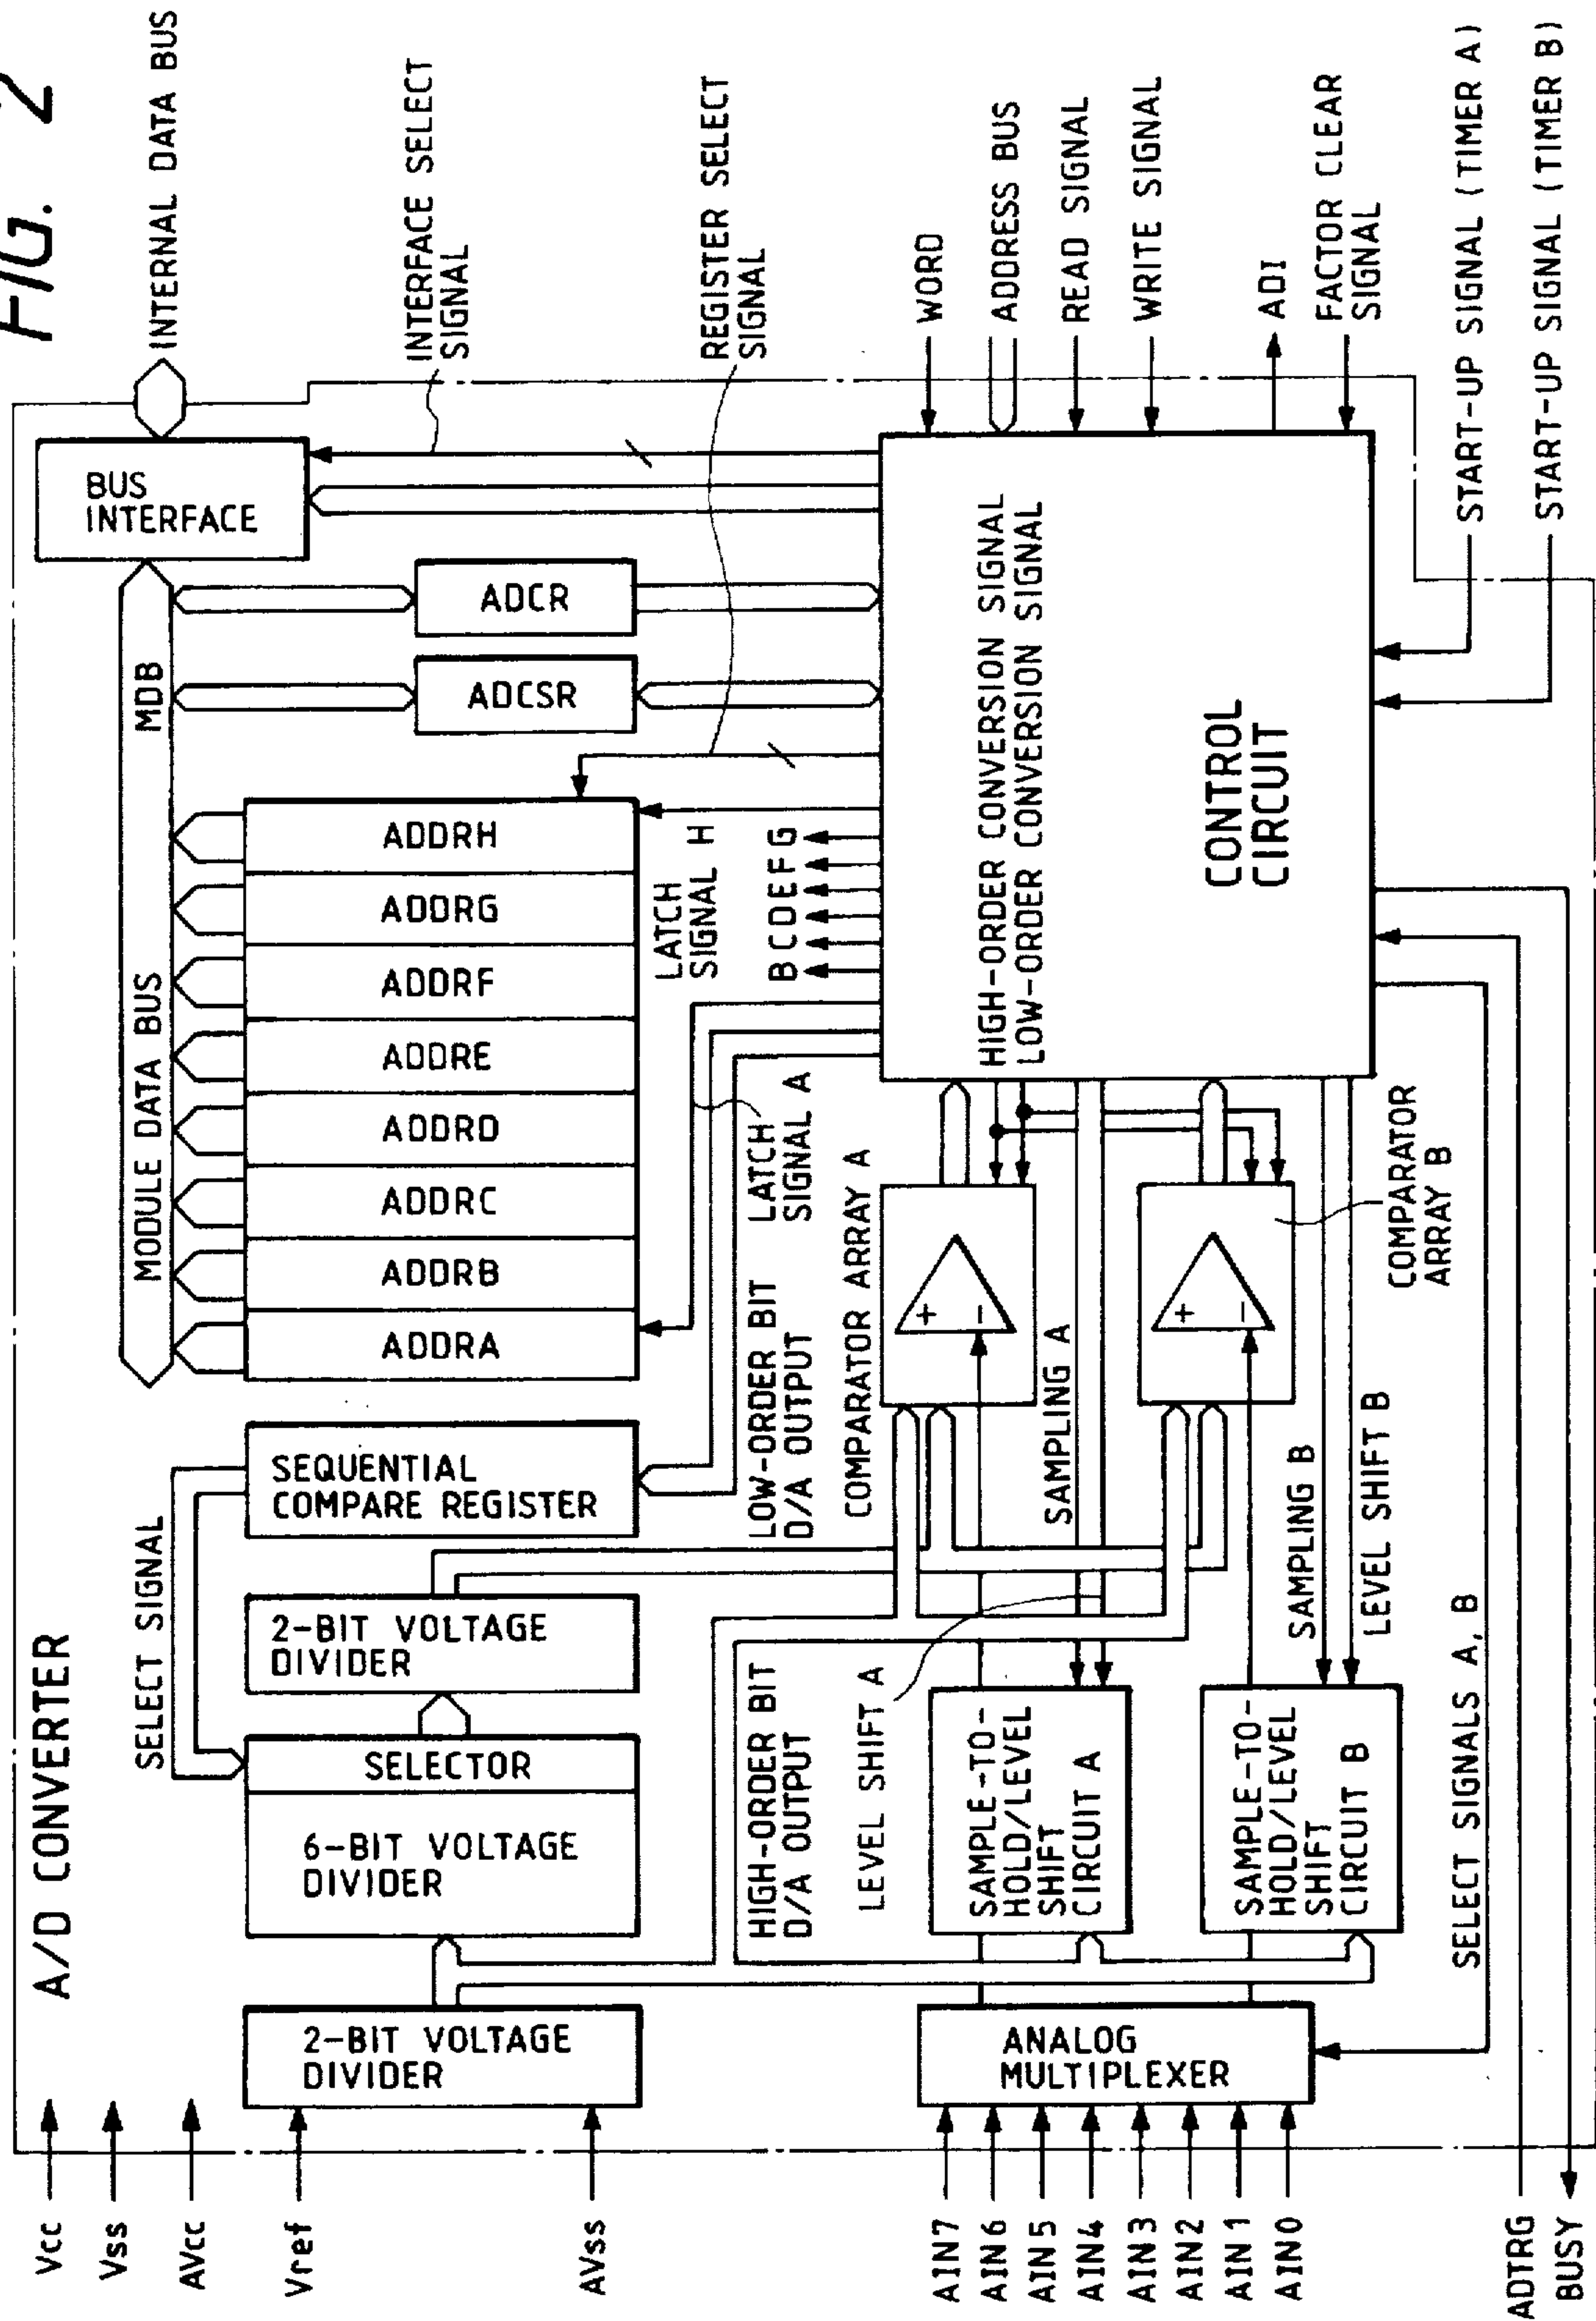 FIG. 2
A/D CONVERTER
Vcc
Vss
AVcc
Vref
AVss
AIN7
AIN6
AIN5
AIN4
AIN3
AIN2
AIN1
AIN0
ADTRG
BUSY
2-BIT VOLTAGE
DIVIDER
6-BIT VOLTAGE
DIVIDER
SELECTOR
SELECT SIGNAL
2-BIT VOLTAGE
DIVIDER
SEQUENTIAL
COMPARE REGISTER
MODULE DATA BUS
MDB
ADDRA
ADDRB
ADDRC
ADDRD
ADDRE
ADDRF
ADDRG
ADDRH
ADCSR
ADCR
BUS
INTERFACE
INTERNAL DATA BUS
INTERFACE SELECT
SIGNAL
REGISTER SELECT
SIGNAL
HIGH-ORDER BIT
D/A OUTPUT
LOW-ORDER BIT
D/A OUTPUT
LATCH
SIGNAL A
B C D E F G
LATCH
SIGNAL H
LEVEL SHIFT A
COMPARATOR ARRAY A
+
−
SAMPLING A
ANALOG
MULTIPLEXER
SAMPLE-TO-
HOLD/LEVEL
SHIFT
CIRCUIT A
SAMPLE-TO-
HOLD/LEVEL
SHIFT
CIRCUIT B
+
−
SAMPLING B
LEVEL SHIFT B
COMPARATOR
ARRAY B
SELECT SIGNALS A, B
HIGH-ORDER CONVERSION SIGNAL
LOW-ORDER CONVERSION SIGNAL
CONTROL
CIRCUIT
WORD
ADDRESS BUS
READ SIGNAL
WRITE SIGNAL
ADI
FACTOR CLEAR
SIGNAL
START-UP SIGNAL (TIMER A)
START-UP SIGNAL (TIMER B)